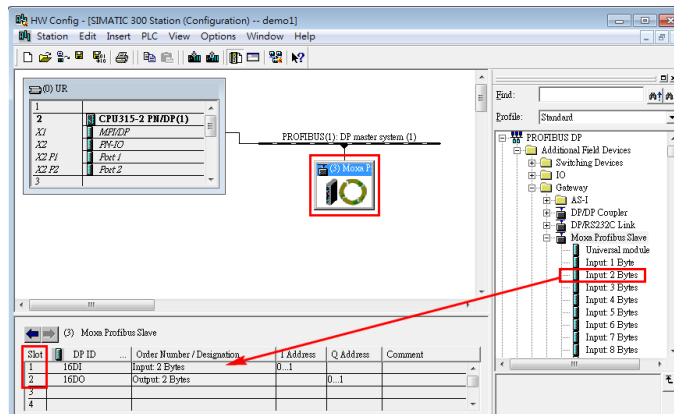 HW Config - [SIMATIC 300 Station (Configuration) -- demo1]
Station Edit Insert PLC View Options Window Help
(0) UR
1
2 CPU315-2 PN/DP(1)
X1 MPI/DP
X2 PN-IO
X2 P1 Port 1
X2 P2 Port 2
3
PROFIBUS(1): DP master system (1)
(3) Moxa P
Find:
Profile: Standard
PROFIBUS DP
Additional Field Devices
Switching Devices
IO
Gateway
AS-I
DP/DP Coupler
DP/RS232C Link
Moxa Profibus Slave
Universal module
Input: 1 Byte
Input: 2 Bytes
Input: 3 Bytes
Input: 4 Bytes
Input: 5 Bytes
Input: 6 Bytes
Input: 7 Bytes
Input: 8 Bytes
(3) Moxa Profibus Slave
Slot DP ID ... Order Number / Designation I Address Q Address Comment
1 16DI Input: 2 Bytes 0...1
2 16DO Output: 2 Bytes 0...1
3
4